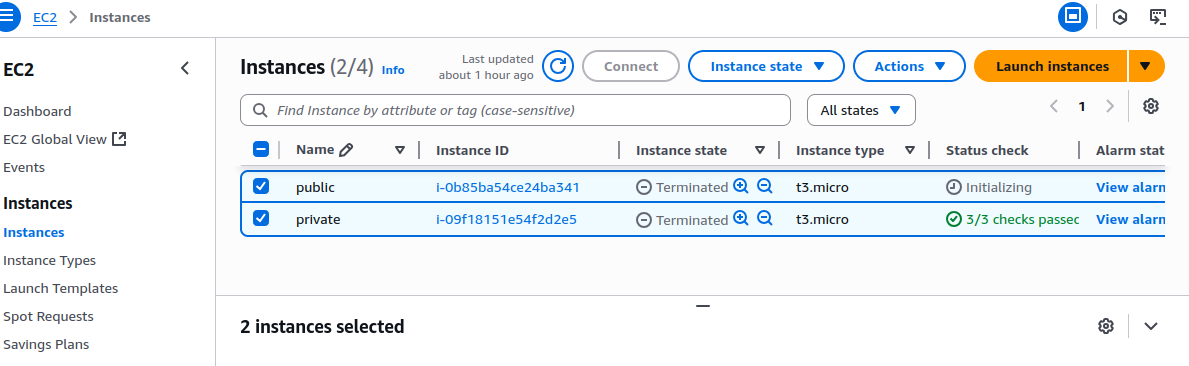 EC2 > Instances
EC2
Dashboard
EC2 Global View
Events
Instances
Instances
Instance Types
Launch Templates
Spot Requests
Savings Plans
Instances (2/4) Info
Last updated
about 1 hour ago
Connect
Instance state
Actions
Launch instances
Find Instance by attribute or tag (case-sensitive)
All states
1
Name Instance ID Instance state Instance type Status check Alarm stat
public i-0b85ba54ce24ba341 Terminated t3.micro Initializing View alarn
private i-09f18151e54f2d2e5 Terminated t3.micro 3/3 checks passec View alarn
2 instances selected